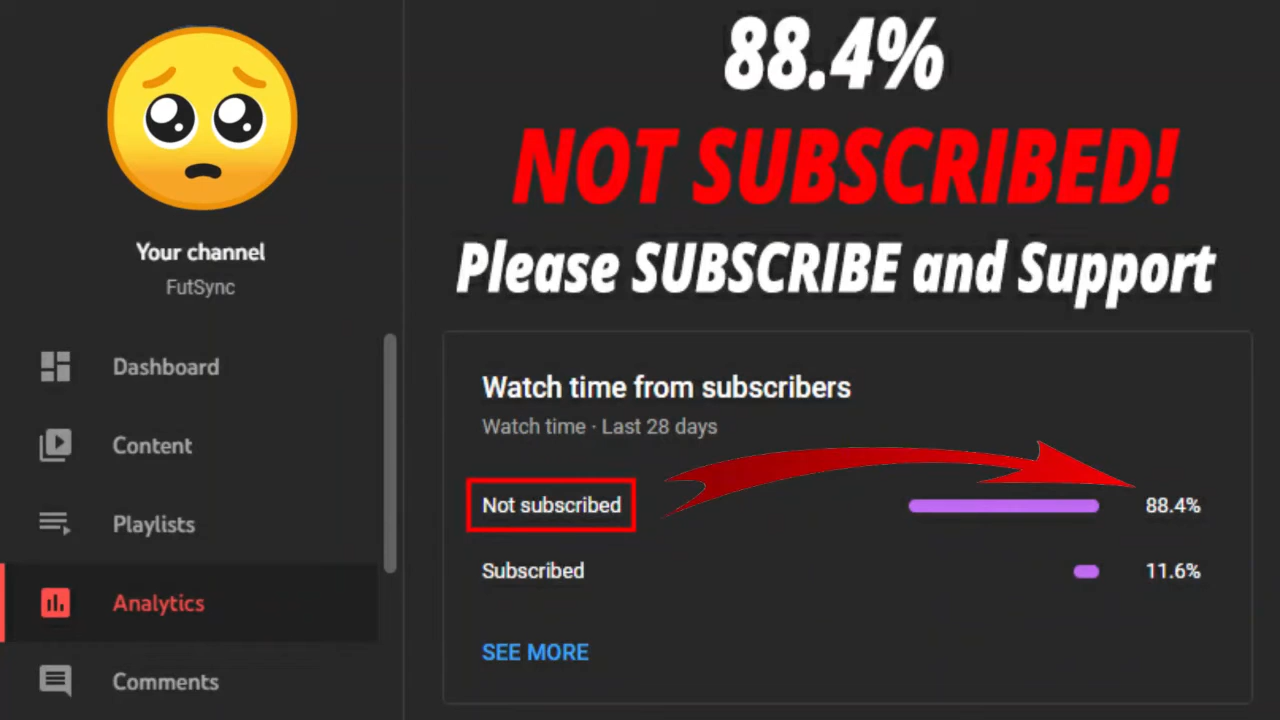 Your channel
FutSync
Dashboard
Content
Playlists
Analytics
Comments
88.4%
NOT SUBSCRIBED!
Please SUBSCRIBE and Support
Watch time from subscribers
Watch time · Last 28 days
Not subscribed 88.4%
Subscribed 11.6%
SEE MORE